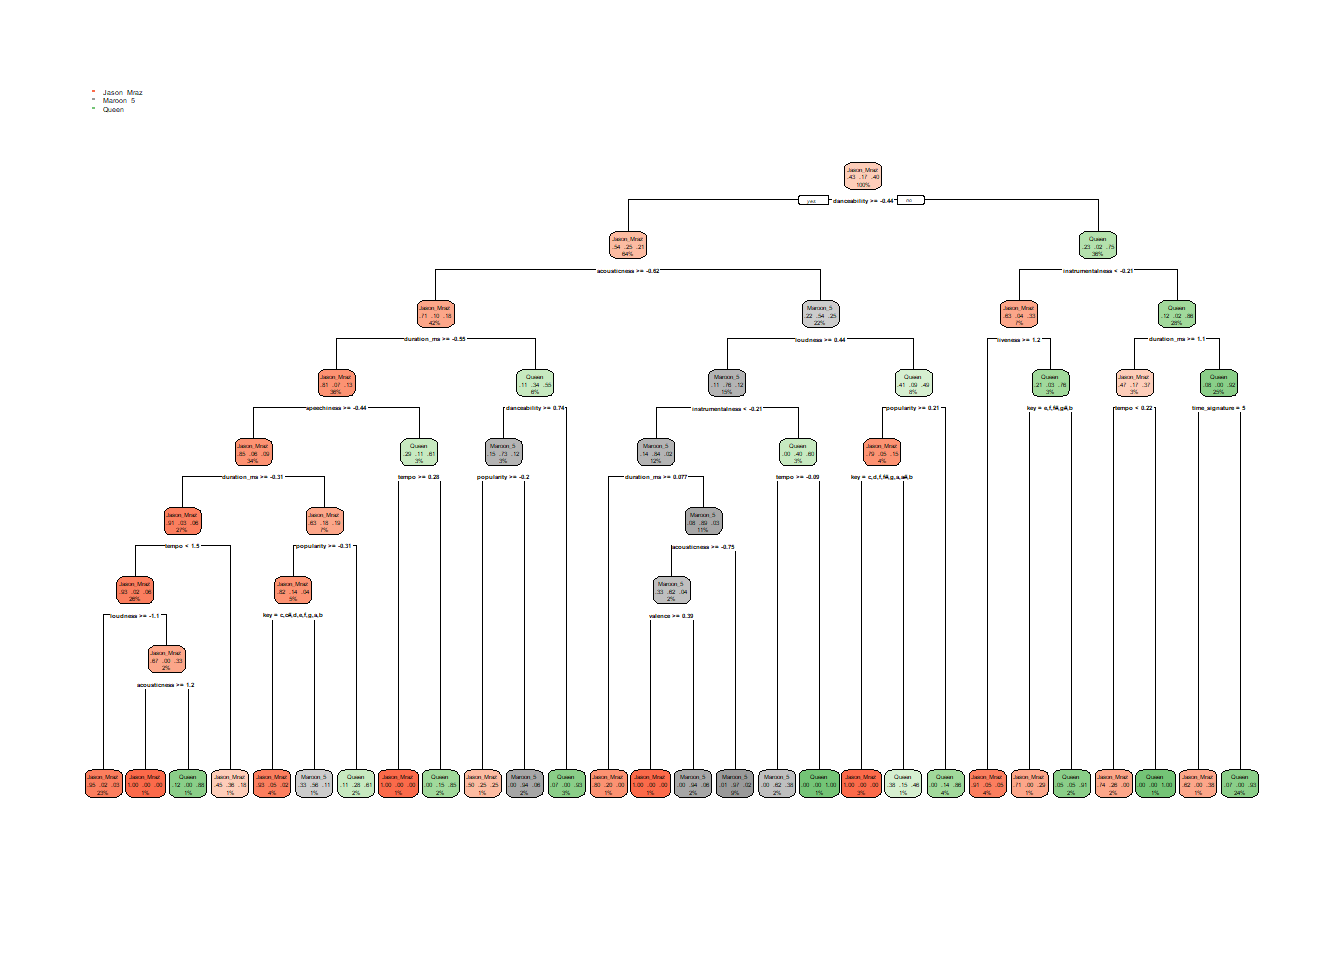 Jason_Mraz
Maroon_5
Queen
Jason_Mraz
.43 .17 .40
100%
yes danceability >= -0.44 no
Jason_Mraz
.54 .25 .21
64%
Queen
.23 .02 .75
36%
acousticness >= -0.62
instrumentalness < -0.21
Jason_Mraz
.71 .10 .18
42%
Maroon_5
.22 .54 .25
22%
Jason_Mraz
.63 .04 .33
7%
Queen
.12 .02 .86
28%
duration_ms >= -0.55
loudness >= 0.44
liveness >= 1.2
duration_ms >= 1.1
Jason_Mraz
.81 .07 .13
36%
Queen
.11 .34 .55
6%
Maroon_5
.11 .76 .12
15%
Queen
.41 .09 .49
8%
Queen
.21 .03 .76
3%
Jason_Mraz
.47 .17 .37
3%
Queen
.08 .00 .92
25%
speechiness >= -0.44
danceability >= 0.74
instrumentalness < -0.21
popularity >= 0.21
key = e,f,fÂ,gÂ,b
tempo < 0.22
time_signature = 5
Jason_Mraz
.85 .06 .09
34%
Queen
.29 .11 .61
3%
Maroon_5
.15 .73 .12
3%
Maroon_5
.14 .84 .02
12%
Queen
.00 .40 .60
3%
Jason_Mraz
.79 .05 .15
4%
duration_ms >= -0.31
tempo >= 0.28
popularity >= -0.2
duration_ms >= 0.077
tempo >= -0.09
key = c,d,f,fÂ,g,a,aÂ,b
Jason_Mraz
.91 .03 .06
27%
Jason_Mraz
.63 .18 .19
7%
Maroon_5
.08 .89 .03
11%
tempo < 1.5
popularity >= -0.31
acousticness >= -0.75
Jason_Mraz
.93 .02 .06
26%
Jason_Mraz
.82 .14 .04
5%
Maroon_5
.33 .62 .04
2%
loudness >= -1.1
key = c,cÂ,d,e,f,g,a,b
valence >= 0.39
Jason_Mraz
.67 .00 .33
2%
acousticness >= 1.2
Jason_Mraz
.95 .02 .03
23%
Jason_Mraz
1.00 .00 .00
1%
Queen
.12 .00 .88
1%
Jason_Mraz
.45 .36 .18
1%
Jason_Mraz
.93 .05 .02
4%
Maroon_5
.33 .56 .11
1%
Queen
.11 .28 .61
2%
Jason_Mraz
1.00 .00 .00
1%
Queen
.00 .15 .85
2%
Jason_Mraz
.50 .25 .25
1%
Maroon_5
.00 .94 .06
2%
Queen
.07 .00 .93
3%
Jason_Mraz
.80 .20 .00
1%
Jason_Mraz
1.00 .00 .00
1%
Maroon_5
.00 .94 .06
2%
Maroon_5
.01 .97 .02
9%
Maroon_5
.00 .62 .38
2%
Queen
.00 .00 1.00
1%
Jason_Mraz
1.00 .00 .00
3%
Queen
.38 .15 .46
1%
Queen
.00 .14 .86
4%
Jason_Mraz
.91 .05 .05
4%
Jason_Mraz
.71 .00 .29
1%
Queen
.05 .05 .91
2%
Jason_Mraz
.74 .26 .00
2%
Queen
.00 .00 1.00
1%
Jason_Mraz
.62 .00 .38
1%
Queen
.07 .00 .93
24%